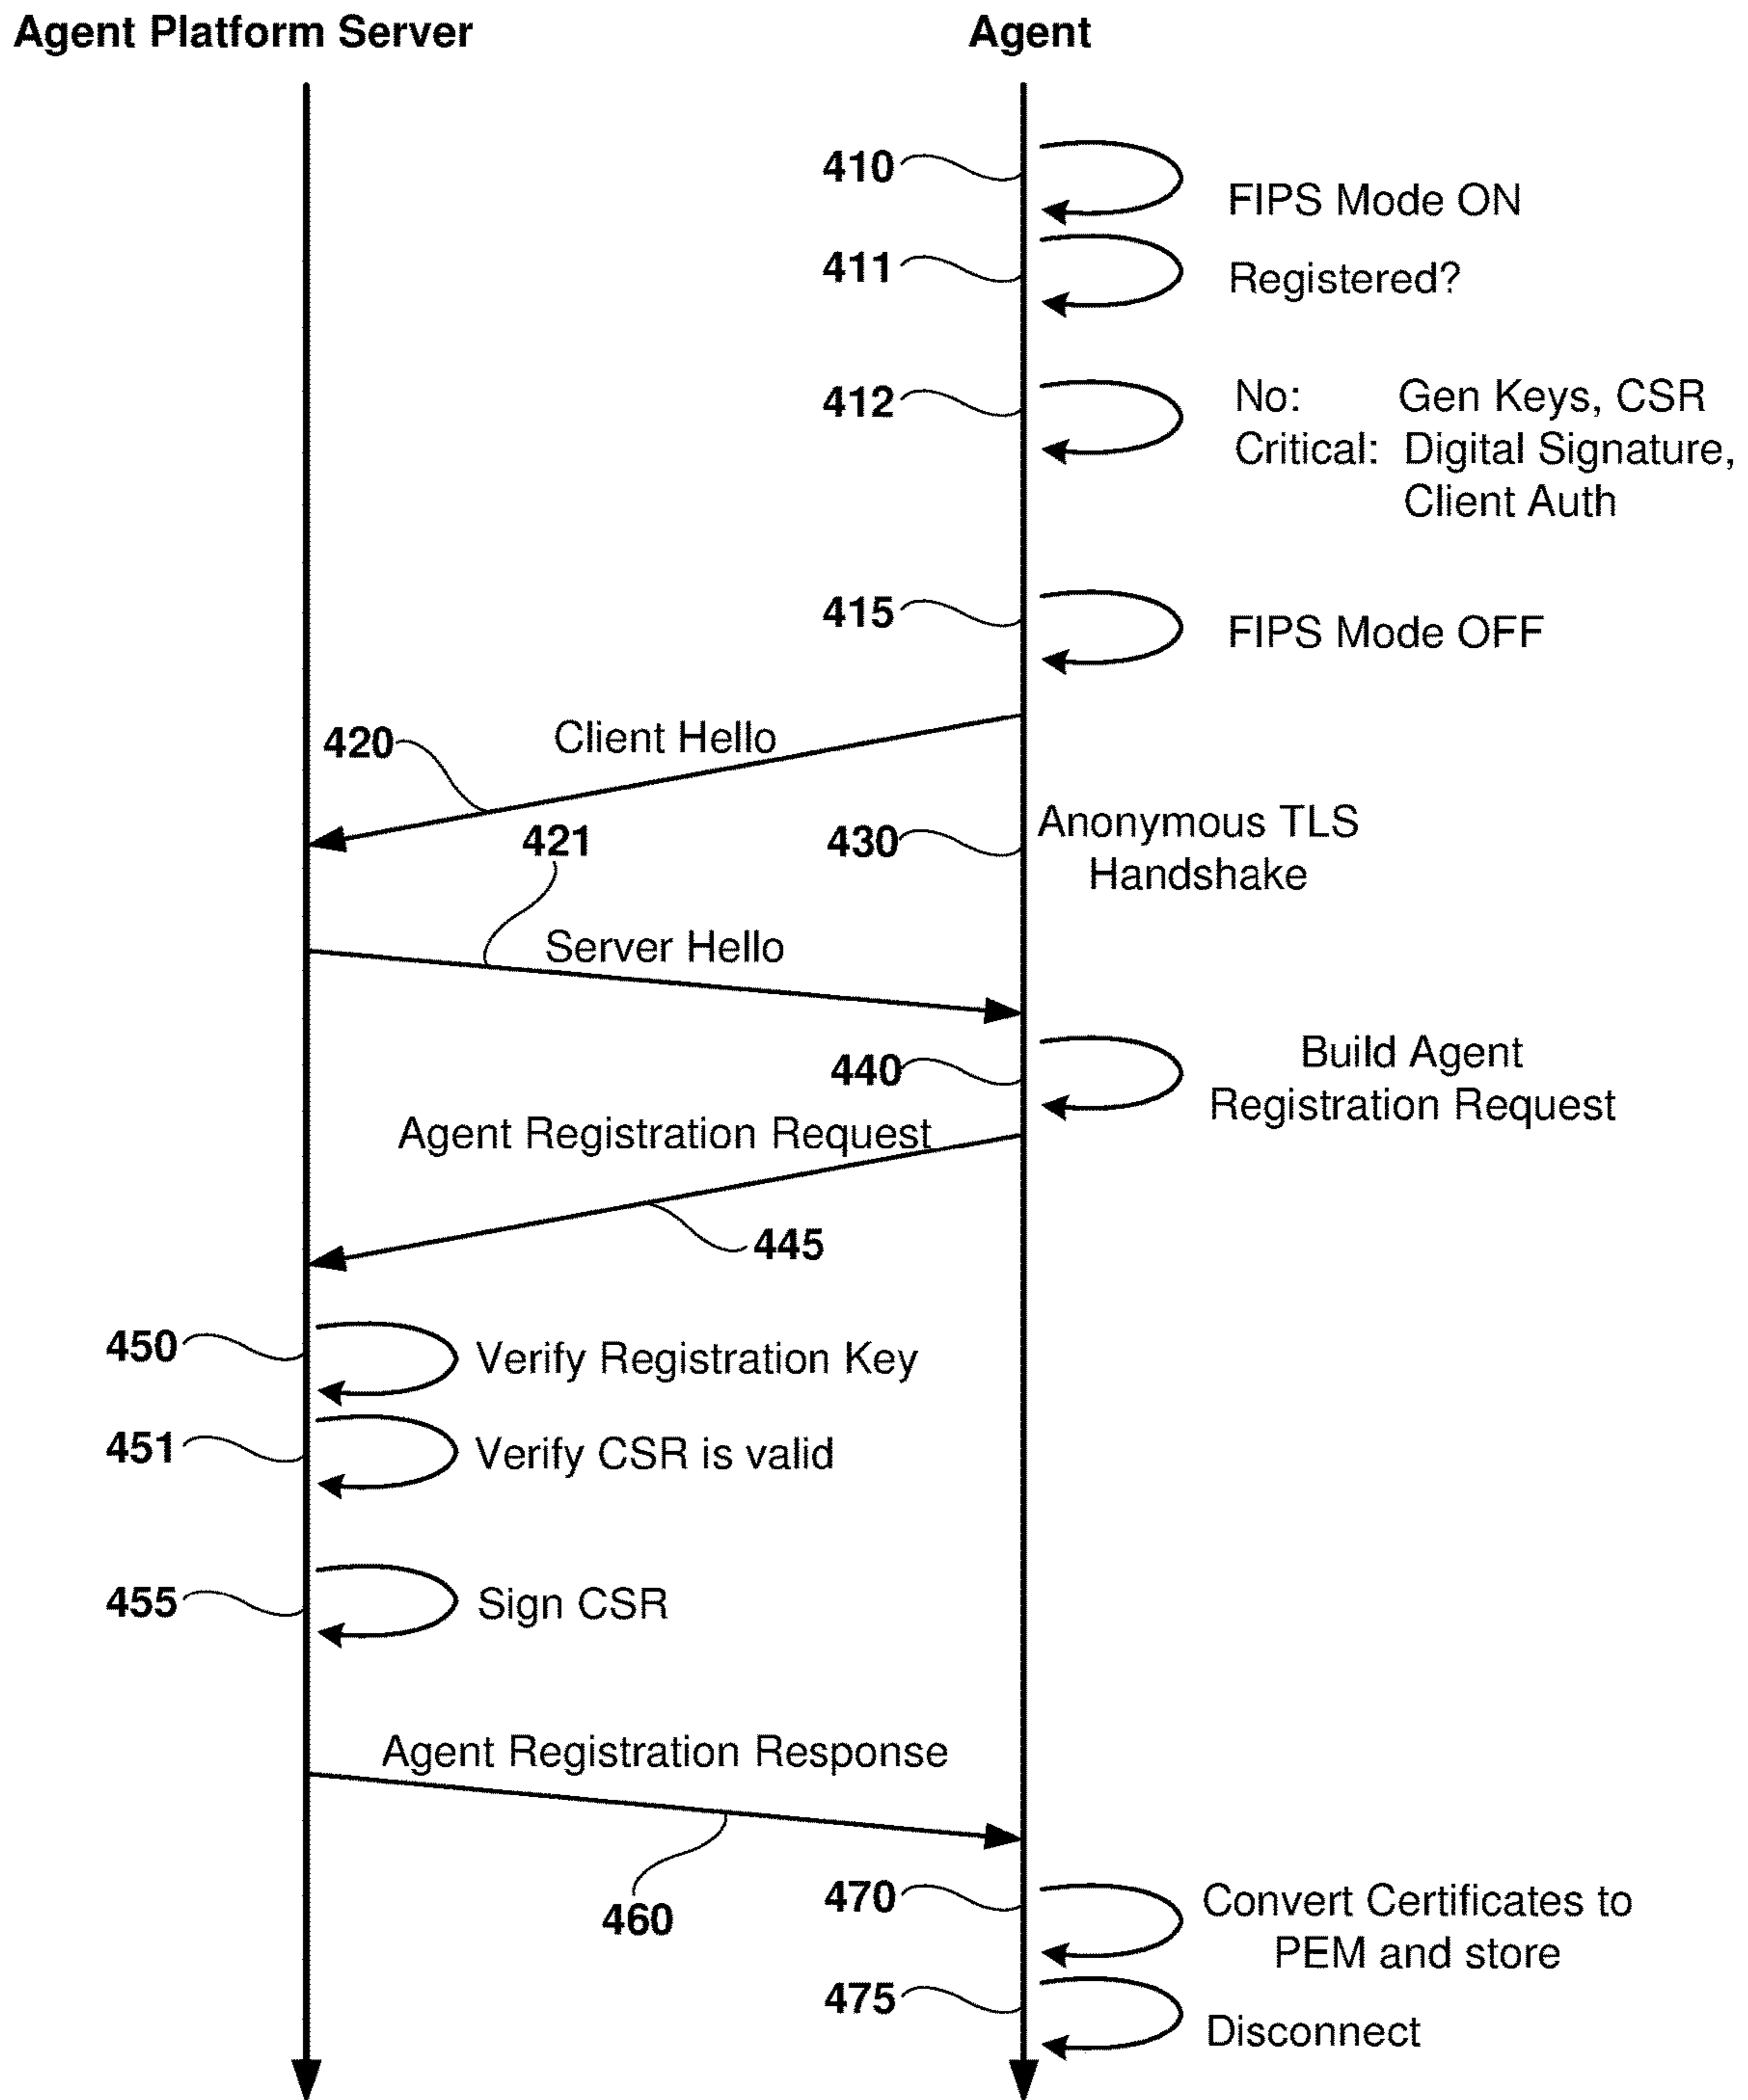 Agent Platform Server
Agent
410
FIPS Mode ON
411
Registered?
412
No: Gen Keys, CSR
Critical: Digital Signature,
Client Auth
415
FIPS Mode OFF
420
Client Hello
421
430
Anonymous TLS
Handshake
Server Hello
440
Build Agent
Registration Request
Agent Registration Request
445
450
Verify Registration Key
451
Verify CSR is valid
455
Sign CSR
Agent Registration Response
460
470
Convert Certificates to
PEM and store
475
Disconnect